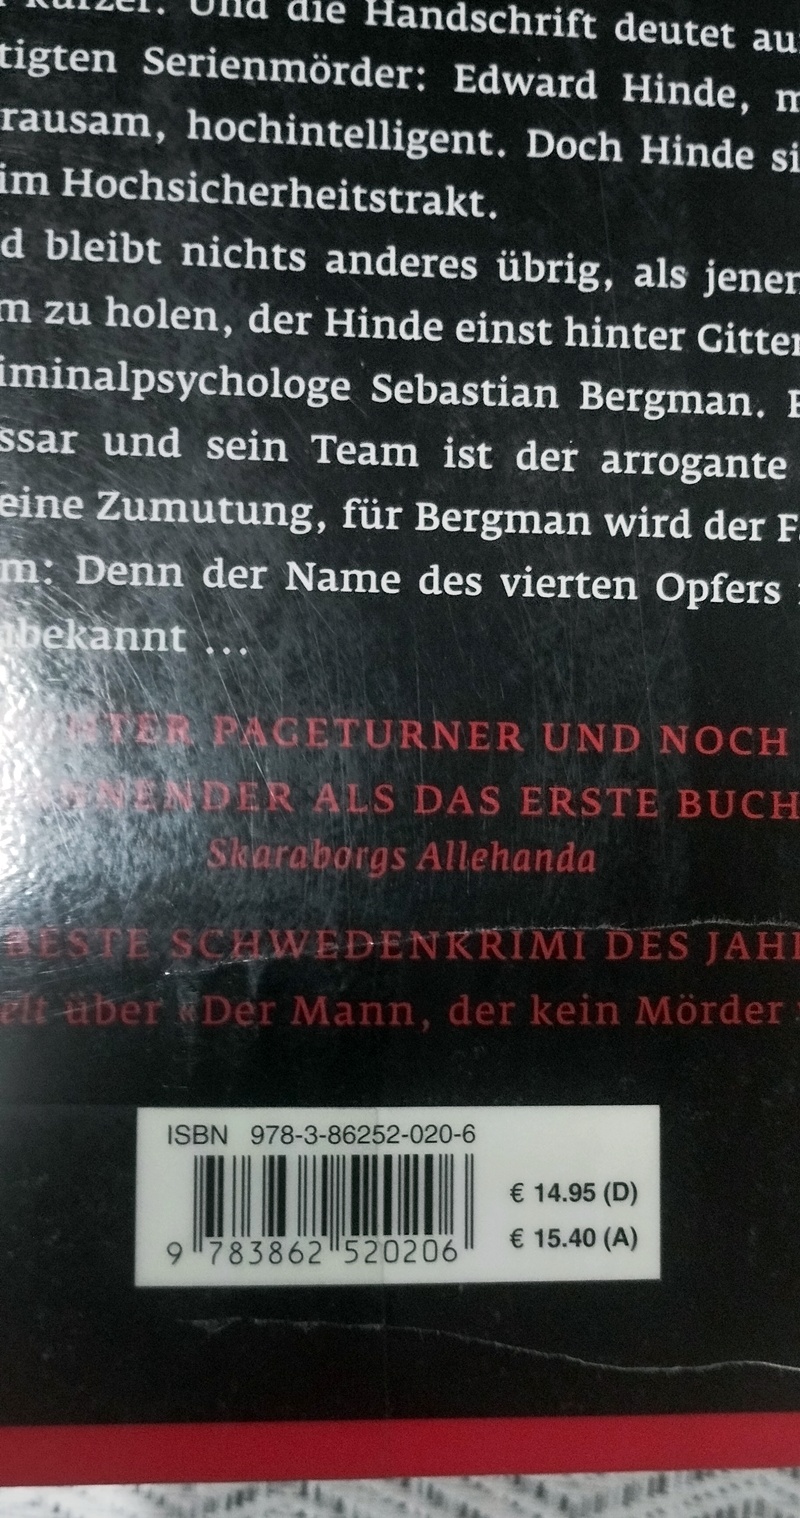 kürzer. Und die Handschrift deutet au
tigten Serienmörder: Edward Hinde, m
rausam, hochintelligent. Doch Hinde si
im Hochsicherheitstrakt.
d bleibt nichts anderes übrig, als jener
m zu holen, der Hinde einst hinter Gitter
iminalpsychologe Sebastian Bergman. F
ssar und sein Team ist der arrogante
eine Zumutung, für Bergman wird der F
m: Denn der Name des vierten Opfers
bekannt ...
PAGETURNER UND NOCH
NENDER ALS DAS ERSTE BUCH
Skaraborgs Allehanda
BESTE SCHWEDENKRIMI DES JAH
elt über «Der Mann, der kein Mörder
ISBN 978-3-86252-020-6
€ 14.95 (D)
€ 15.40 (A)
9 783862 520206